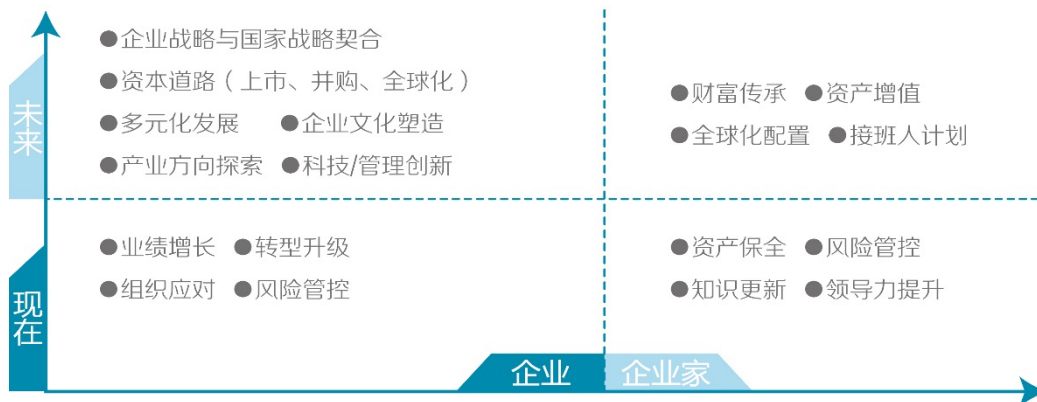 ●企业战略与国家战略契合
●资本道路（上市、并购、全球化）
●多元化发展 ●企业文化塑造
●产业方向探索 ●科技/管理创新
●财富传承 ●资产增值
●全球化配置 ●接班人计划
未来
●业绩增长 ●转型升级
●组织应对 ●风险管控
●资产保全 ●风险管控
●知识更新 ●领导力提升
现在
企业 企业家